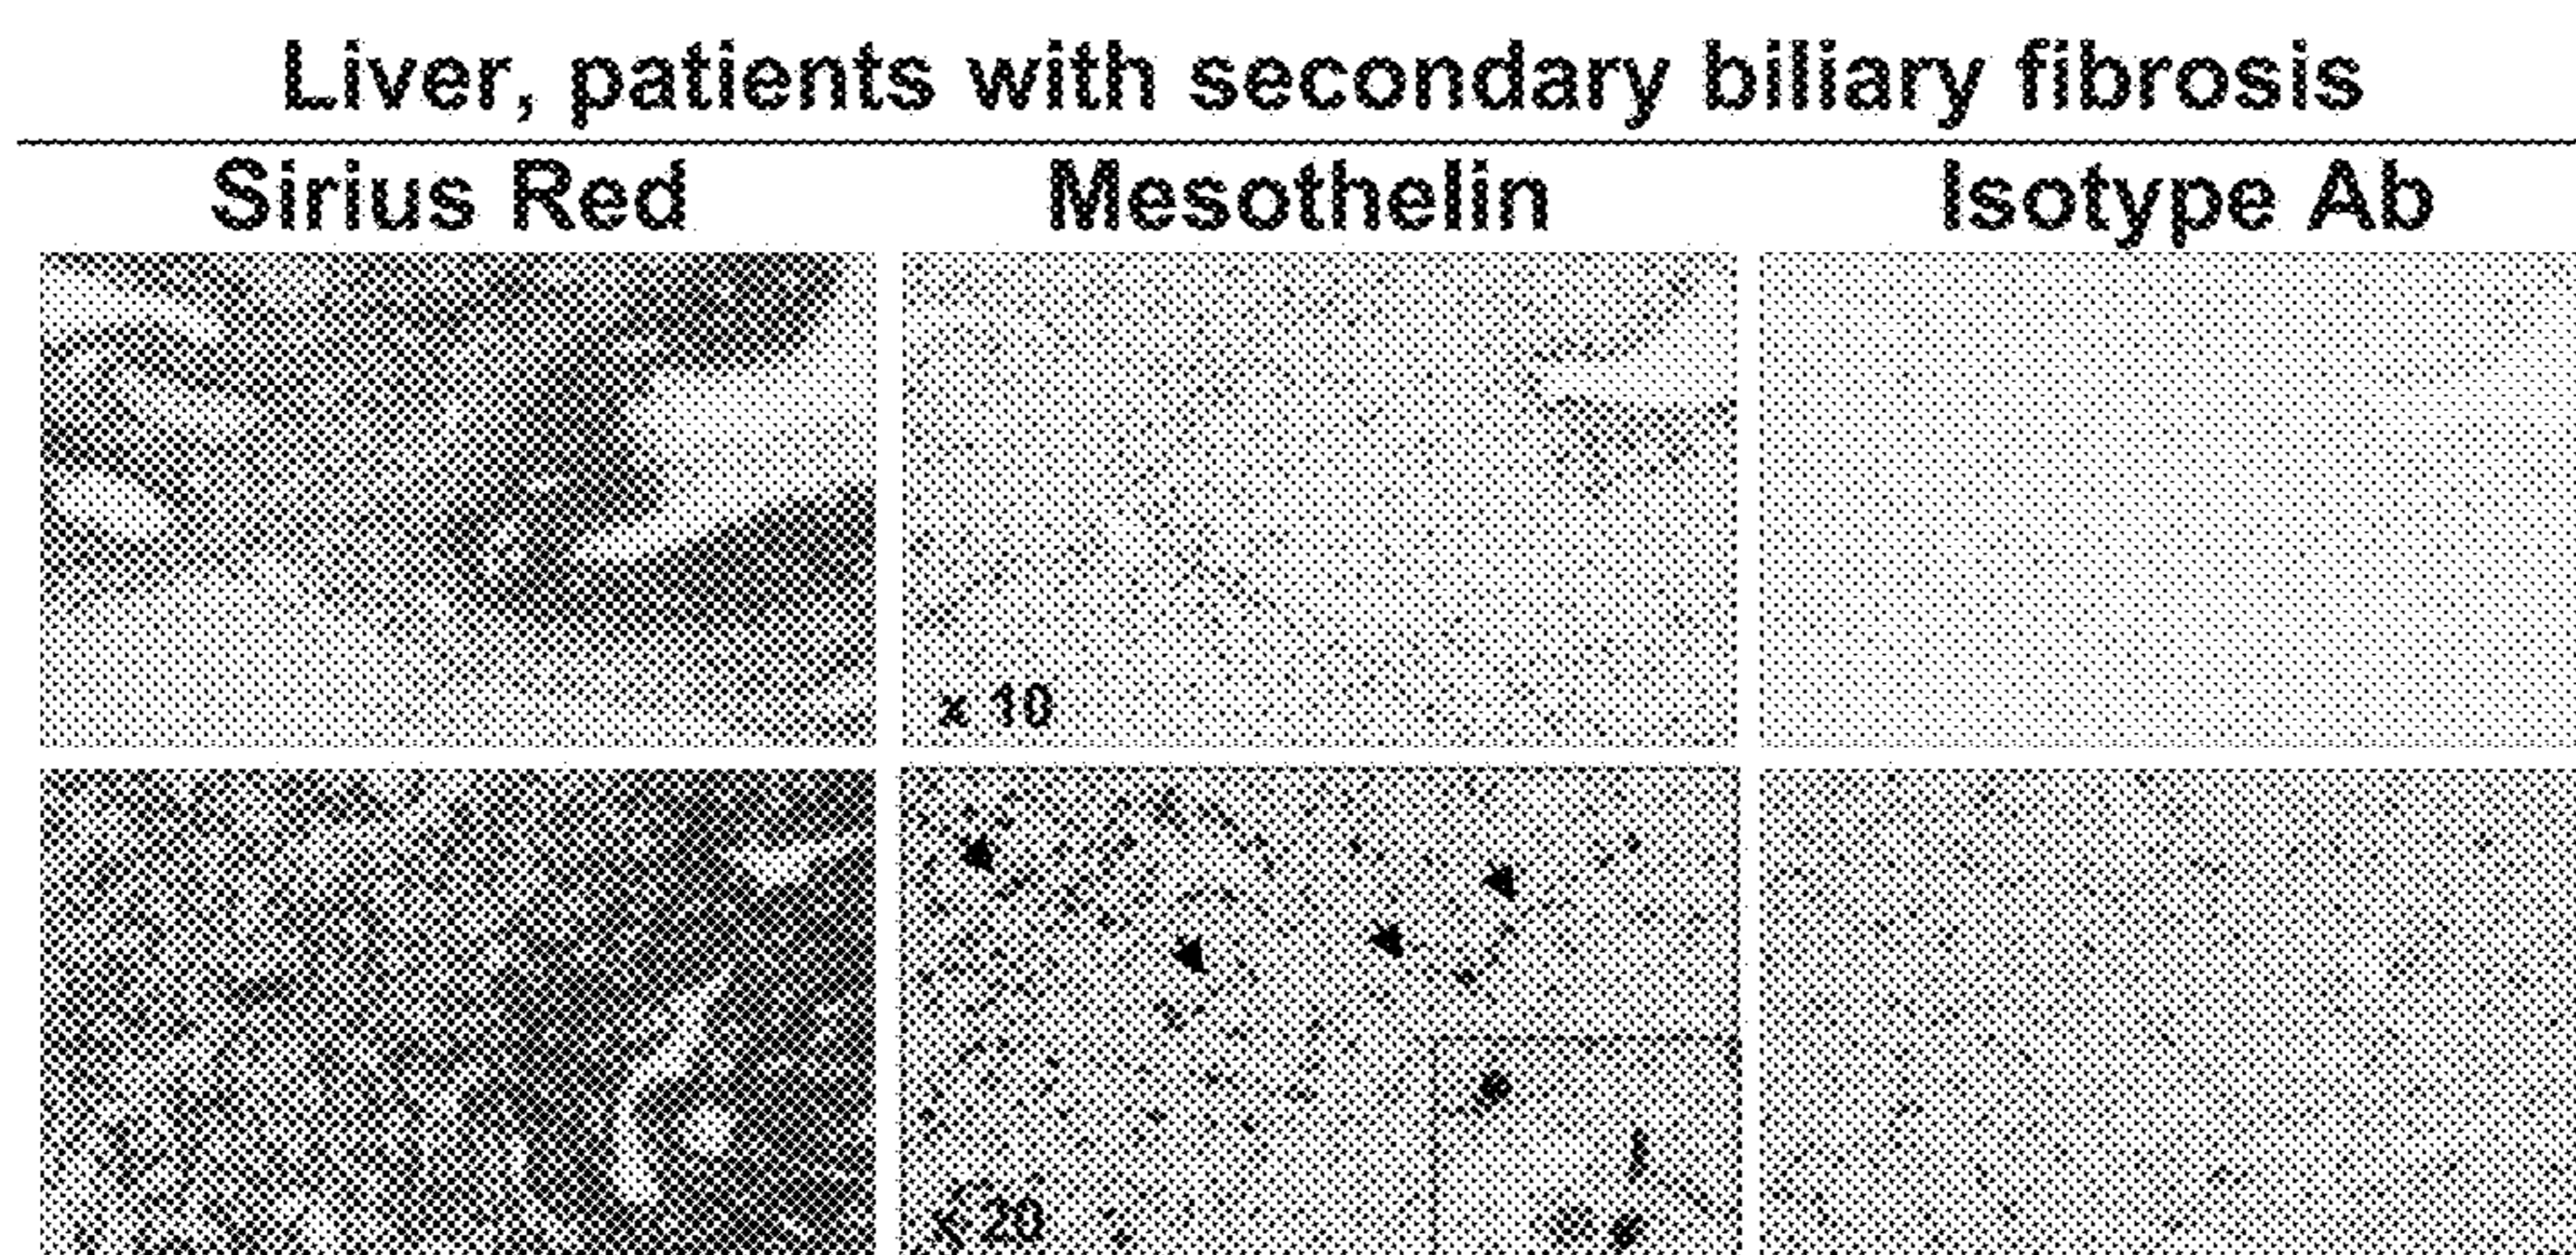 Liver, patients with secondary biliary fibrosis
Sirius Red Mesothelin Isotype Ab
x 10
x 20